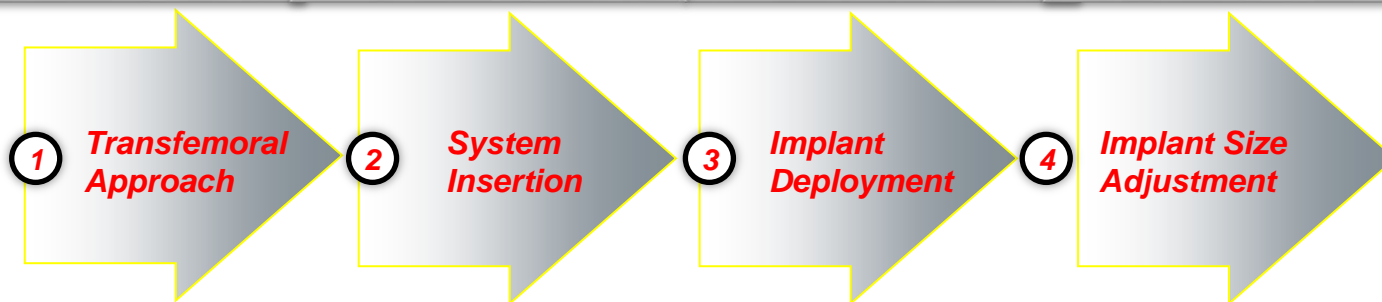 1
Transfemoral
Approach
2
System
Insertion
3
Implant
Deployment
4
Implant Size
Adjustment